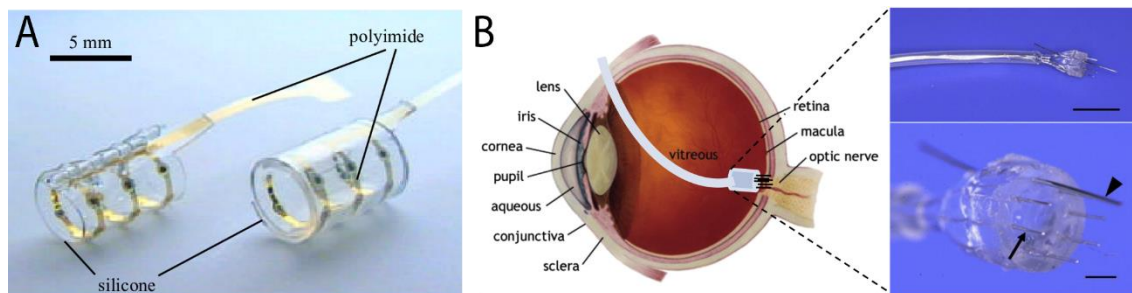 A
5 mm
polyimide
silicone
B
lens
iris
cornea
pupil
aqueous
conjunctiva
sclera
vitreous
retina
macula
optic nerve